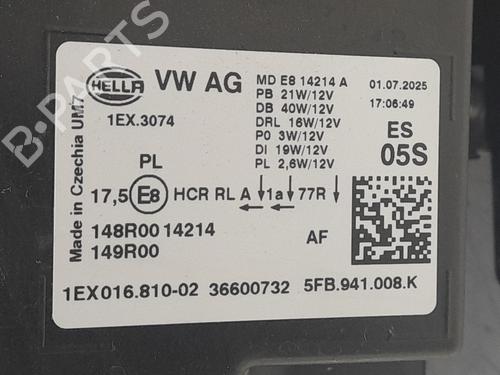 HELLA VW AG
1EX.3074
MD E8 14214 A
PB 21W/12V
DB 40W/12V
DRL 16W/12V
P0 3W/12V
DI 19W/12V
PL 2,6W/12V
01.07.2025
17:06:49
ES
05S
Made in Czechia UM7
PL
17,5 E8 HCR RL A 1a 77R
148R00 14214
149R00
AF
1EX016.810-02 36600732 5FB.941.008.K
B-PARTS